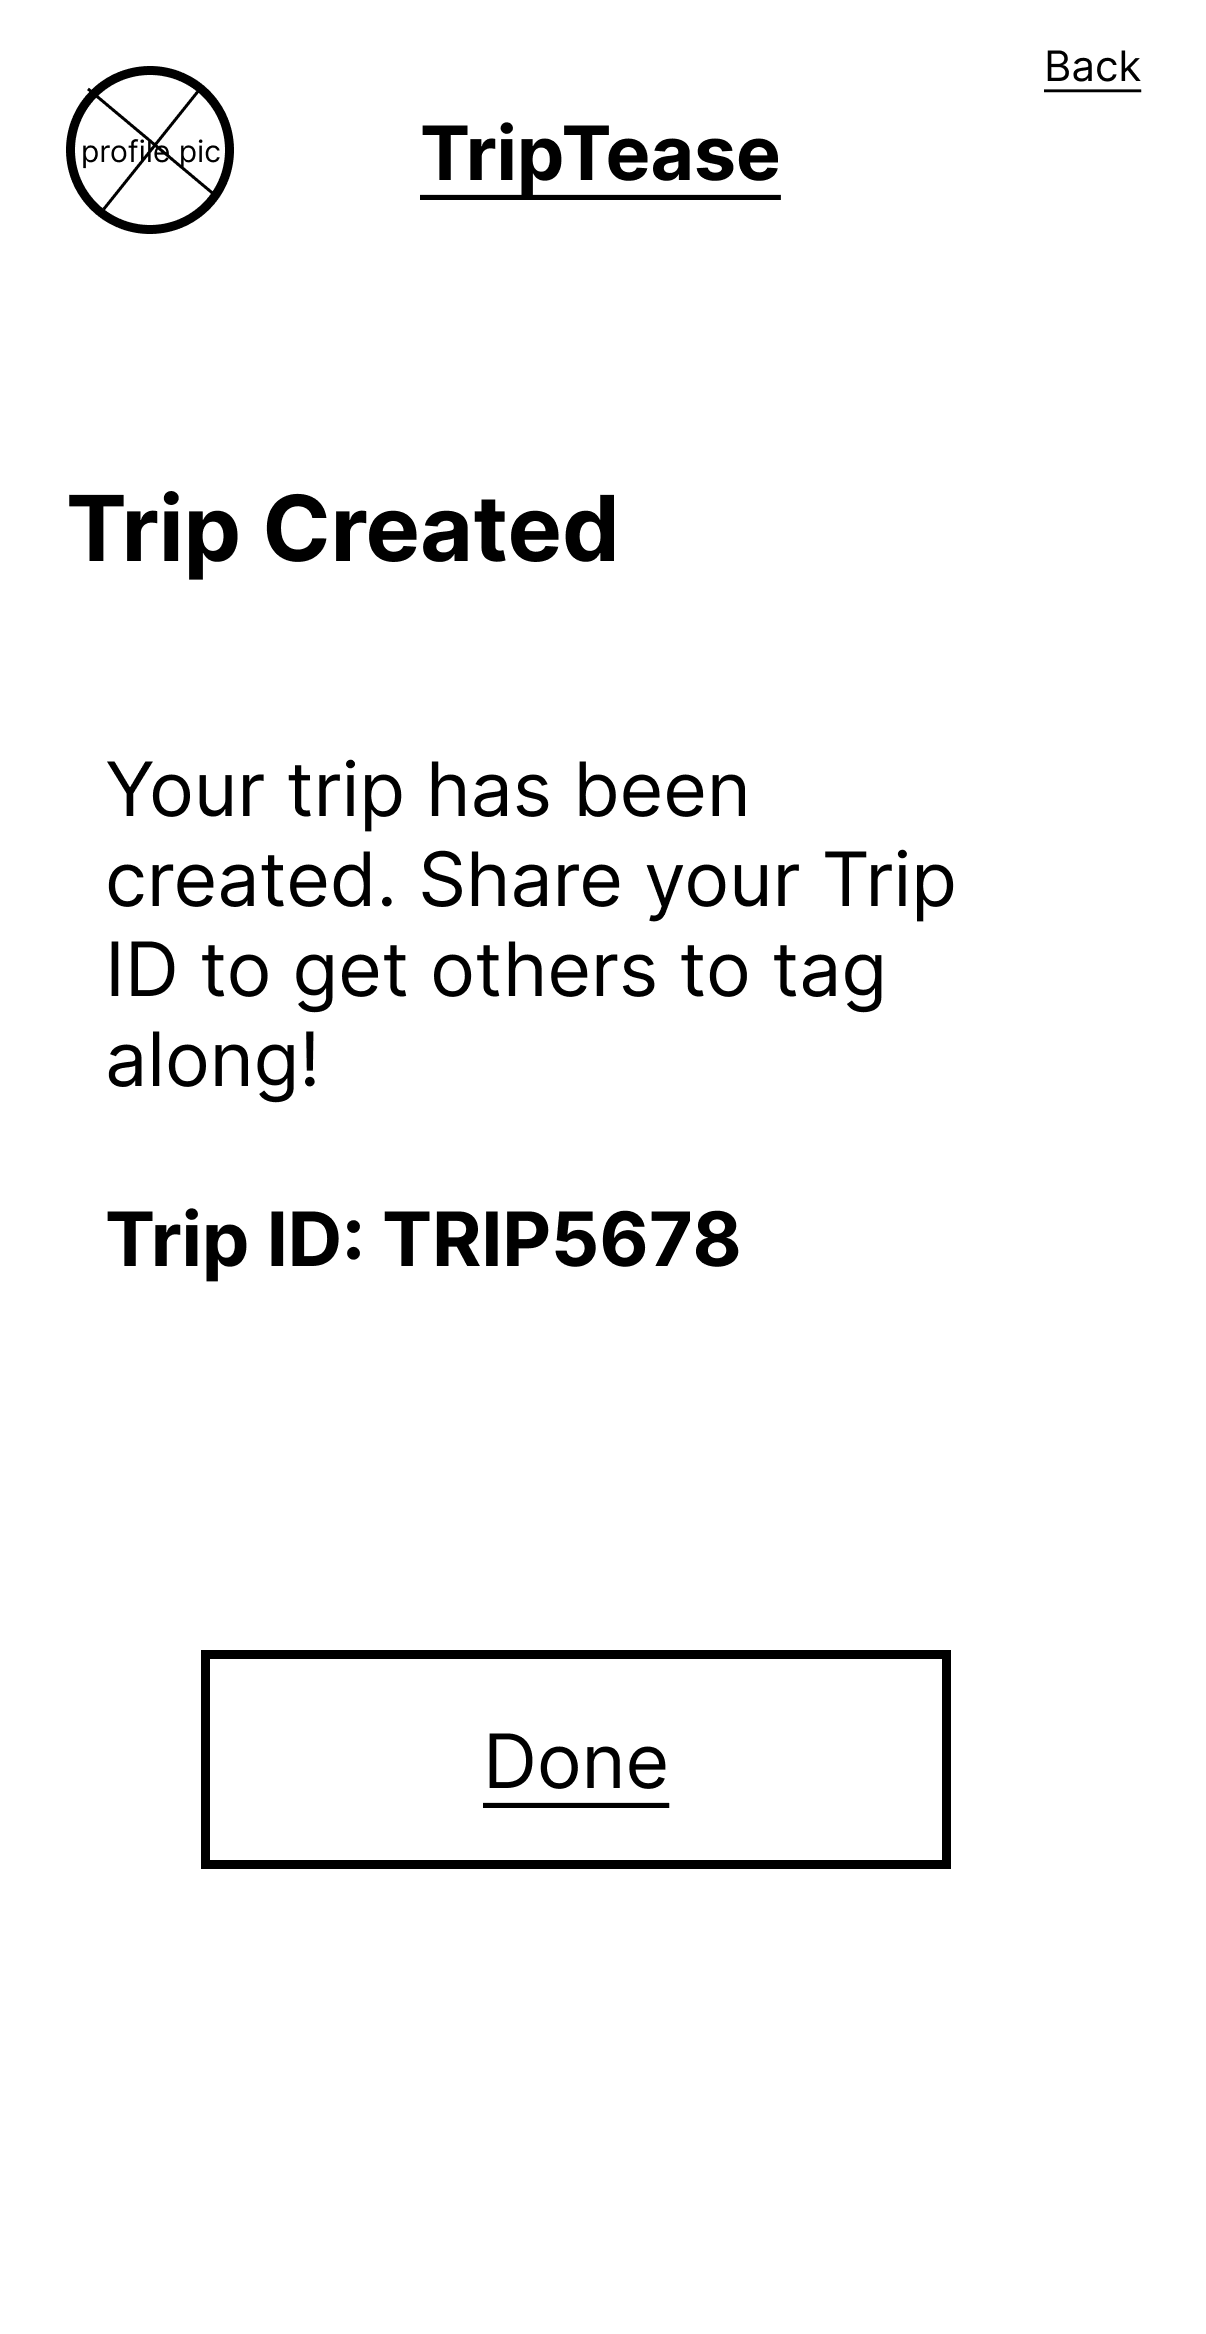 Back
profile pic
TripTease
Trip Created
Your trip has been
created. Share your Trip
ID to get others to tag
along!
Trip ID: TRIP5678
Done